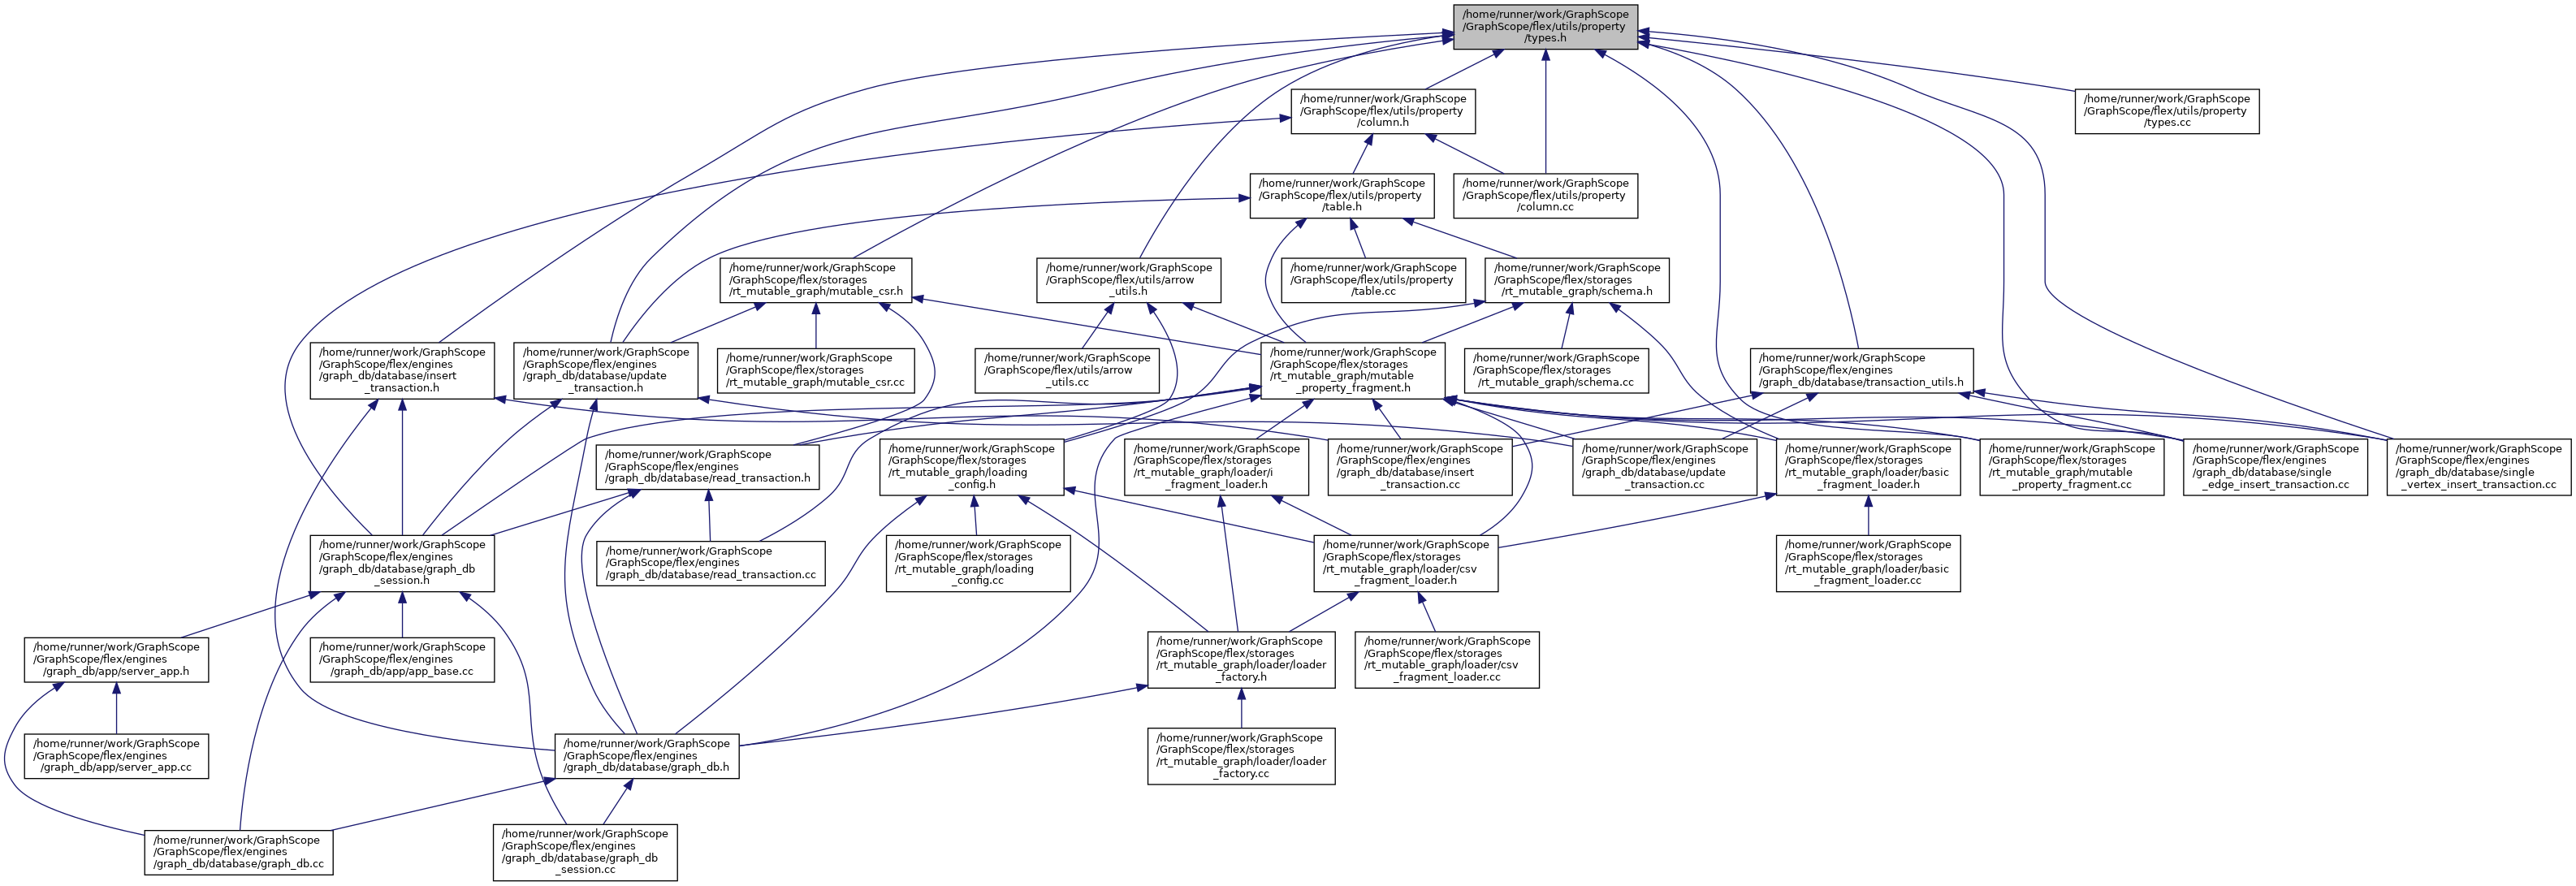 /home/runner/work/GraphScope
/GraphScope/flex/utils/property
/types.h
/home/runner/work/GraphScope
/GraphScope/flex/utils/property
/column.h
/home/runner/work/GraphScope
/GraphScope/flex/utils/property
/types.cc
/home/runner/work/GraphScope
/GraphScope/flex/utils/property
/table.h
/home/runner/work/GraphScope
/GraphScope/flex/utils/property
/column.cc
/home/runner/work/GraphScope
/GraphScope/flex/storages
/rt_mutable_graph/mutable_csr.h
/home/runner/work/GraphScope
/GraphScope/flex/utils/arrow
_utils.h
/home/runner/work/GraphScope
/GraphScope/flex/utils/property
/table.cc
/home/runner/work/GraphScope
/GraphScope/flex/storages
/rt_mutable_graph/schema.h
/home/runner/work/GraphScope
/GraphScope/flex/engines
/graph_db/database/insert
_transaction.h
/home/runner/work/GraphScope
/GraphScope/flex/engines
/graph_db/database/update
_transaction.h
/home/runner/work/GraphScope
/GraphScope/flex/storages
/rt_mutable_graph/mutable_csr.cc
/home/runner/work/GraphScope
/GraphScope/flex/utils/arrow
_utils.cc
/home/runner/work/GraphScope
/GraphScope/flex/storages
/rt_mutable_graph/mutable
_property_fragment.h
/home/runner/work/GraphScope
/GraphScope/flex/storages
/rt_mutable_graph/schema.cc
/home/runner/work/GraphScope
/GraphScope/flex/engines
/graph_db/database/transaction_utils.h
/home/runner/work/GraphScope
/GraphScope/flex/engines
/graph_db/database/read_transaction.h
/home/runner/work/GraphScope
/GraphScope/flex/storages
/rt_mutable_graph/loading
_config.h
/home/runner/work/GraphScope
/GraphScope/flex/storages
/rt_mutable_graph/loader/i
_fragment_loader.h
/home/runner/work/GraphScope
/GraphScope/flex/engines
/graph_db/database/insert
_transaction.cc
/home/runner/work/GraphScope
/GraphScope/flex/engines
/graph_db/database/update
_transaction.cc
/home/runner/work/GraphScope
/GraphScope/flex/storages
/rt_mutable_graph/loader/basic
_fragment_loader.h
/home/runner/work/GraphScope
/GraphScope/flex/storages
/rt_mutable_graph/mutable
_property_fragment.cc
/home/runner/work/GraphScope
/GraphScope/flex/engines
/graph_db/database/single
_edge_insert_transaction.cc
/home/runner/work/GraphScope
/GraphScope/flex/engines
/graph_db/database/single
_vertex_insert_transaction.cc
/home/runner/work/GraphScope
/GraphScope/flex/engines
/graph_db/database/graph_db
_session.h
/home/runner/work/GraphScope
/GraphScope/flex/engines
/graph_db/database/read_transaction.cc
/home/runner/work/GraphScope
/GraphScope/flex/storages
/rt_mutable_graph/loading
_config.cc
/home/runner/work/GraphScope
/GraphScope/flex/storages
/rt_mutable_graph/loader/csv
_fragment_loader.h
/home/runner/work/GraphScope
/GraphScope/flex/storages
/rt_mutable_graph/loader/basic
_fragment_loader.cc
/home/runner/work/GraphScope
/GraphScope/flex/engines
/graph_db/app/server_app.h
/home/runner/work/GraphScope
/GraphScope/flex/engines
/graph_db/app/app_base.cc
/home/runner/work/GraphScope
/GraphScope/flex/storages
/rt_mutable_graph/loader/loader
_factory.h
/home/runner/work/GraphScope
/GraphScope/flex/storages
/rt_mutable_graph/loader/csv
_fragment_loader.cc
/home/runner/work/GraphScope
/GraphScope/flex/engines
/graph_db/app/server_app.cc
/home/runner/work/GraphScope
/GraphScope/flex/engines
/graph_db/database/graph_db.h
/home/runner/work/GraphScope
/GraphScope/flex/storages
/rt_mutable_graph/loader/loader
_factory.cc
/home/runner/work/GraphScope
/GraphScope/flex/engines
/graph_db/database/graph_db.cc
/home/runner/work/GraphScope
/GraphScope/flex/engines
/graph_db/database/graph_db
_session.cc